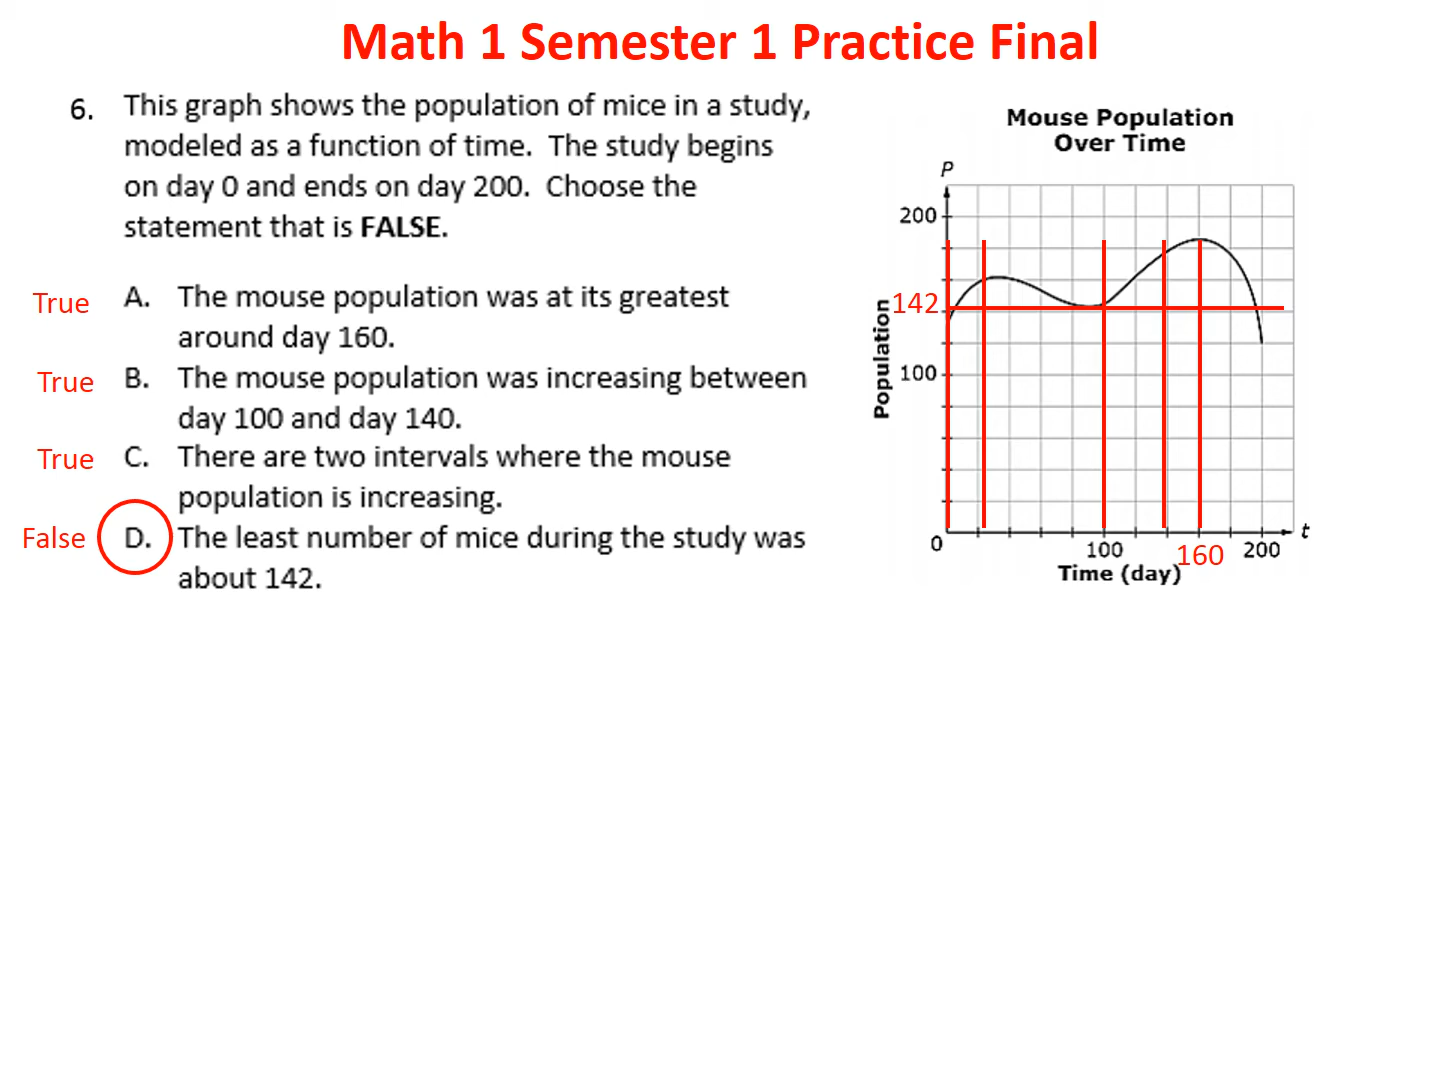 Math 1 Semester 1 Practice Final
6. This graph shows the population of mice in a study,
modeled as a function of time. The study begins
on day 0 and ends on day 200. Choose the
statement that is FALSE.
True A. The mouse population was at its greatest
around day 160.
True B. The mouse population was increasing between
day 100 and day 140.
True C. There are two intervals where the mouse
population is increasing.
False D. The least number of mice during the study was
about 142.
Mouse Population
Over Time
P
200
142
100
Population
0
100
160
200
t
Time (day)